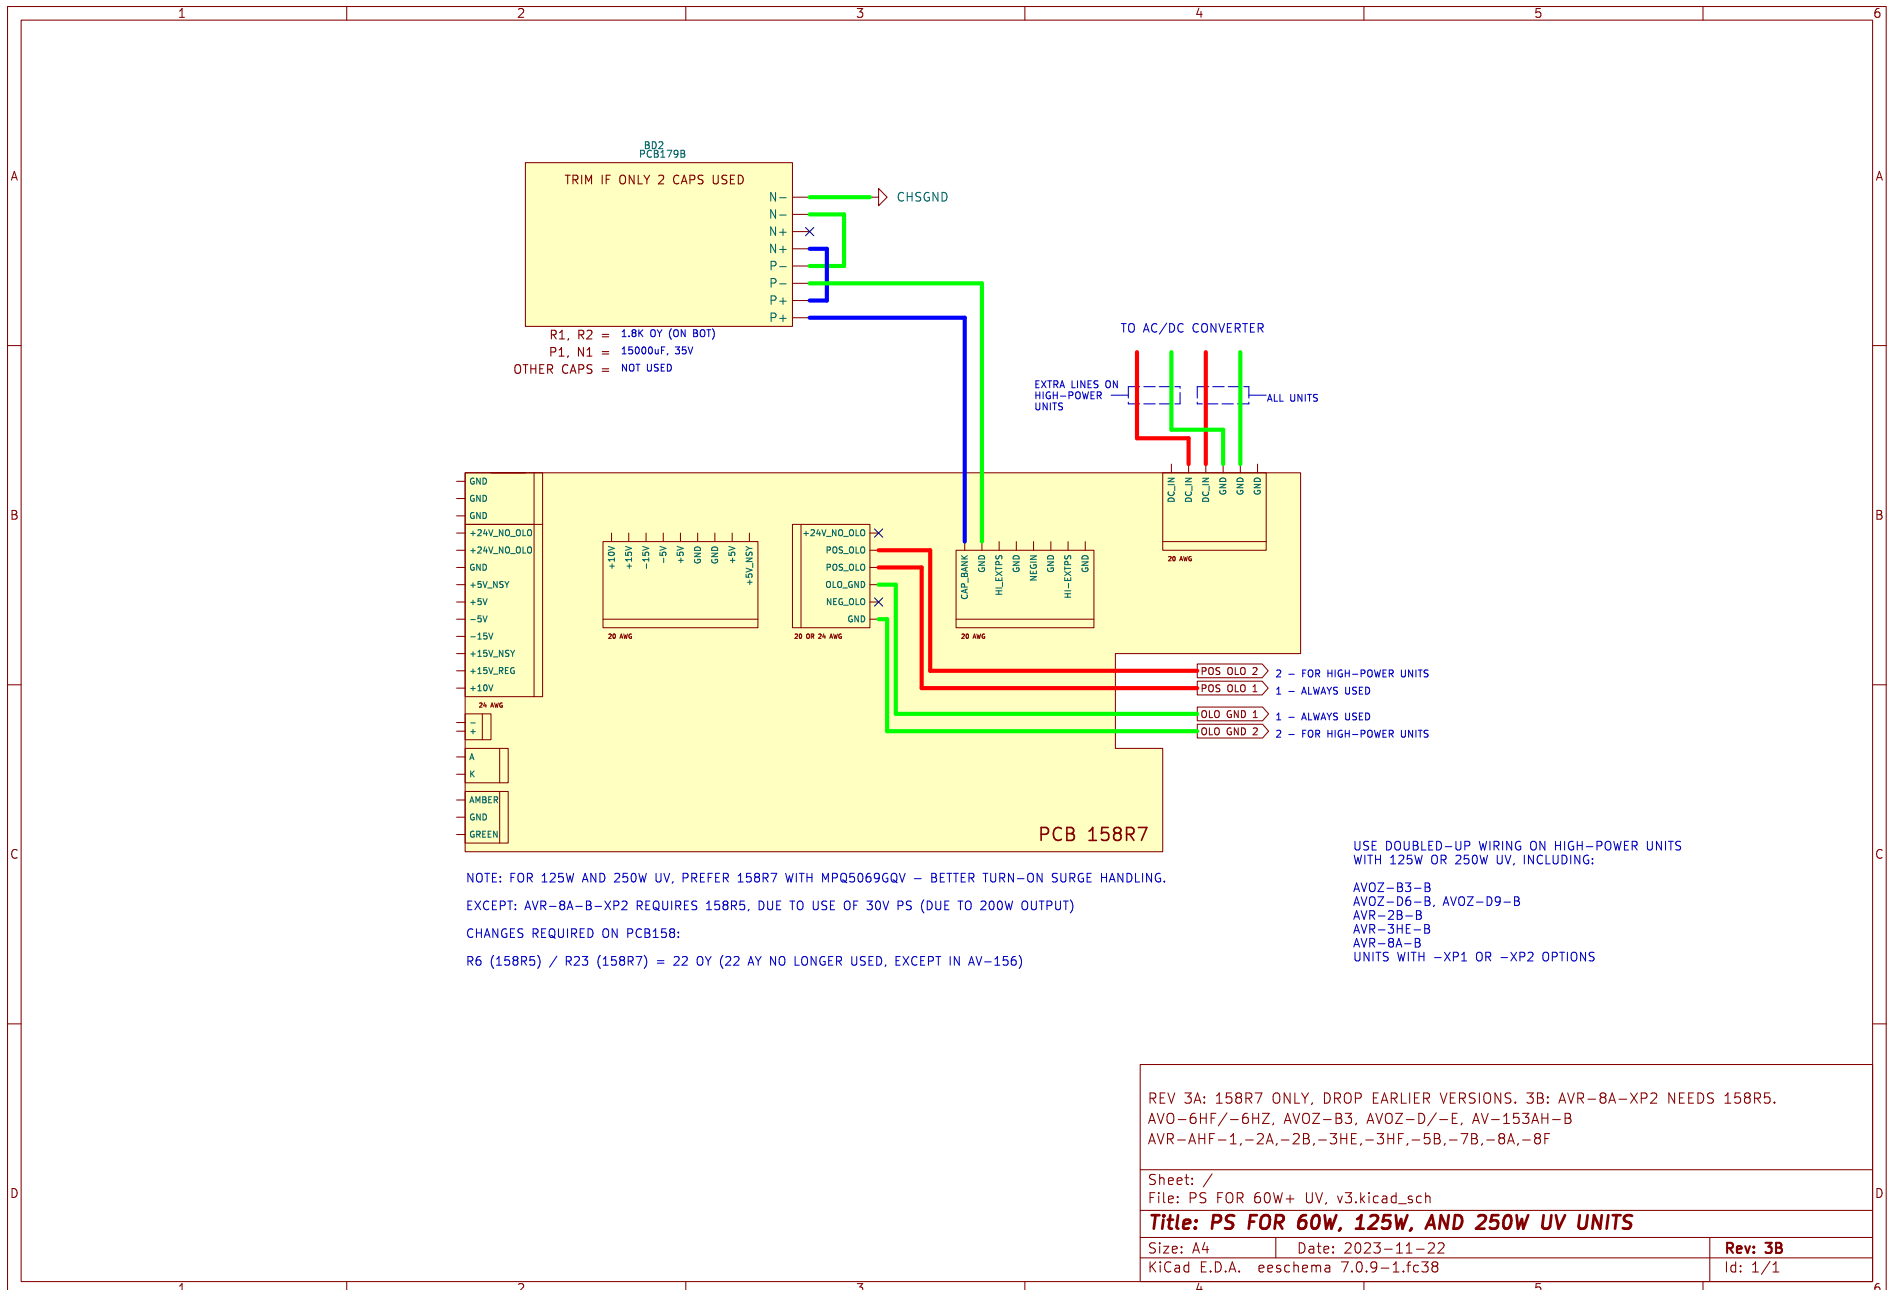 1 2 3 4 5 6
A A
B B
C C
D D
BD2
PCB179B
TRIM IF ONLY 2 CAPS USED
N-
N-
N+
N+
P-
P-
P+
P+
CHSGND
R1, R2 = 1.8K OY (ON BOT)
P1, N1 = 15000uF, 35V
OTHER CAPS = NOT USED
TO AC/DC CONVERTER
EXTRA LINES ON
HIGH-POWER
UNITS
ALL UNITS
DC_IN
DC_IN
DC_IN
GND
GND
GND
20 AWG
GND
GND
GND
+24V_NO_OLO
+24V_NO_OLO
GND
+5V_NSY
+5V
-5V
-15V
+15V_NSY
+15V_REG
+10V
24 AWG
-
+
A
K
AMBER
GND
GREEN
+10V
+15V
-15V
-5V
+5V
GND
GND
+5V
+5V_NSY
20 AWG
+24V_NO_OLO
POS_OLO
POS_OLO
OLO_GND
NEG_OLO
GND
20 OR 24 AWG
CAP_BANK
GND
HI_EXTPS
GND
NEGIN
GND
HI-EXTPS
GND
20 AWG
POS OLO 2 2 - FOR HIGH-POWER UNITS
POS OLO 1 1 - ALWAYS USED
OLO GND 1 1 - ALWAYS USED
OLO GND 2 2 - FOR HIGH-POWER UNITS
PCB 158R7
NOTE: FOR 125W AND 250W UV, PREFER 158R7 WITH MPQ5069GQV - BETTER TURN-ON SURGE HANDLING.
EXCEPT: AVR-8A-B-XP2 REQUIRES 158R5, DUE TO USE OF 30V PS (DUE TO 200W OUTPUT)
CHANGES REQUIRED ON PCB158:
R6 (158R5) / R23 (158R7) = 22 OY (22 AY NO LONGER USED, EXCEPT IN AV-156)
USE DOUBLED-UP WIRING ON HIGH-POWER UNITS
WITH 125W OR 250W UV, INCLUDING:
AVOZ-B3-B
AVOZ-D6-B, AVOZ-D9-B
AVR-2B-B
AVR-3HE-B
AVR-8A-B
UNITS WITH -XP1 OR -XP2 OPTIONS
REV 3A: 158R7 ONLY, DROP EARLIER VERSIONS. 3B: AVR-8A-XP2 NEEDS 158R5.
AVO-6HF/-6HZ, AVOZ-B3, AVOZ-D/-E, AV-153AH-B
AVR-AHF-1,-2A,-2B,-3HE,-3HF,-5B,-7B,-8A,-8F
Sheet: /
File: PS FOR 60W+ UV, v3.kicad_sch
Title: PS FOR 60W, 125W, AND 250W UV UNITS
Size: A4 Date: 2023-11-22 Rev: 3B
KiCad E.D.A. eeschema 7.0.9-1.fc38 Id: 1/1
1 2 3 4 5 6